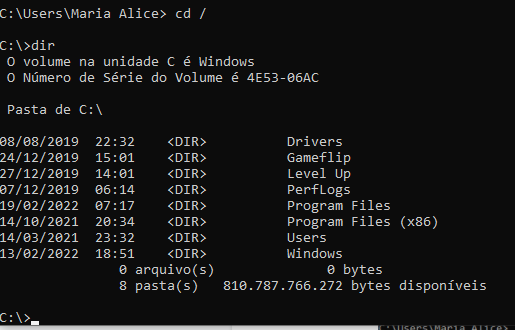 C:\Users\Maria Alice> cd /
C:\>dir
O volume na unidade C é Windows
O Número de Série do Volume é 4E53-06AC
Pasta de C:\
08/08/2019  22:32    <DIR>          Drivers
24/12/2019  15:01    <DIR>          Gameflip
27/12/2019  14:01    <DIR>          Level Up
07/12/2019  06:14    <DIR>          PerfLogs
19/02/2022  07:17    <DIR>          Program Files
14/10/2021  20:34    <DIR>          Program Files (x86)
14/03/2021  23:32    <DIR>          Users
13/02/2022  18:51    <DIR>          Windows
0 arquivo(s)              0 bytes
8 pasta(s)   810.787.766.272 bytes disponíveis
C:\>
:\Users\Maria Alice>